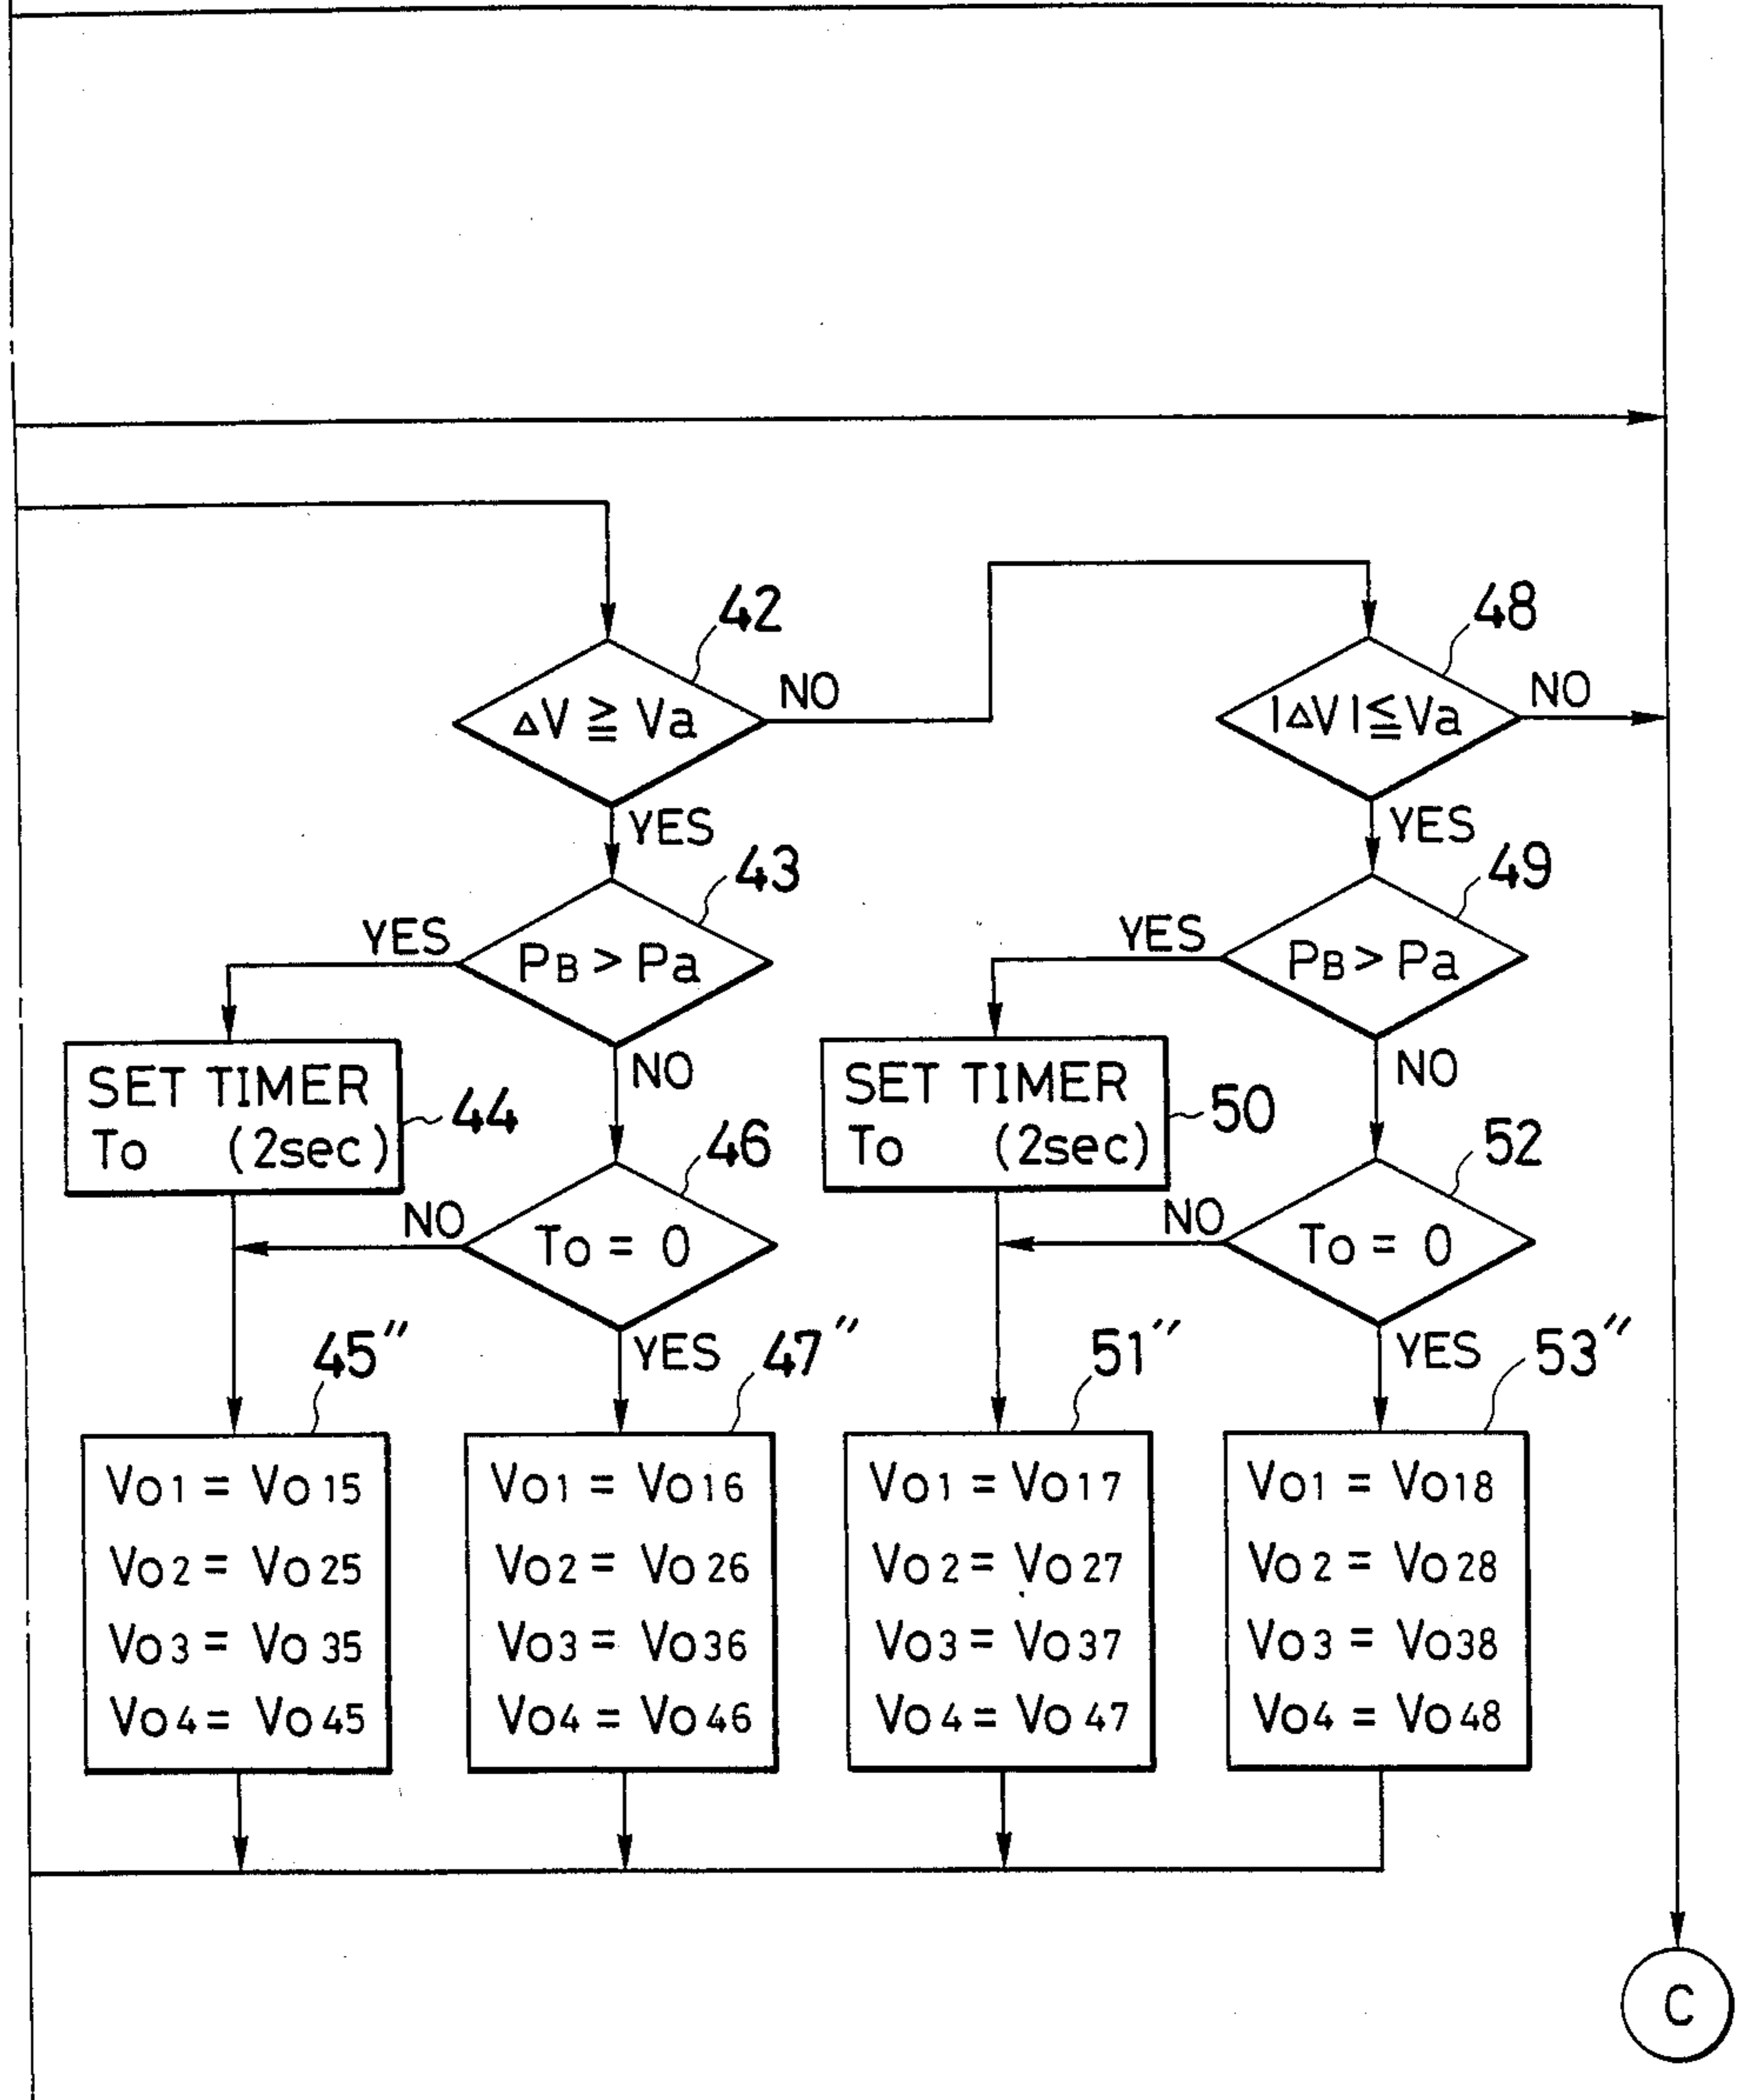 42
ΔV ≧ Va
NO
YES
48
|ΔV|≦Va
NO
YES
43
PB > Pa
YES
NO
49
PB > Pa
YES
NO
SET TIMER
To (2sec)
44
46
To = 0
NO
YES
SET TIMER
To (2sec)
50
52
To = 0
NO
YES
45″
Vo1 = Vo15
Vo2 = Vo25
Vo3 = Vo35
Vo4 = Vo45
47″
Vo1 = Vo16
Vo2 = Vo26
Vo3 = Vo36
Vo4 = Vo46
51″
Vo1 = Vo17
Vo2 = Vo27
Vo3 = Vo37
Vo4 = Vo47
53″
Vo1 = Vo18
Vo2 = Vo28
Vo3 = Vo38
Vo4 = Vo48
C